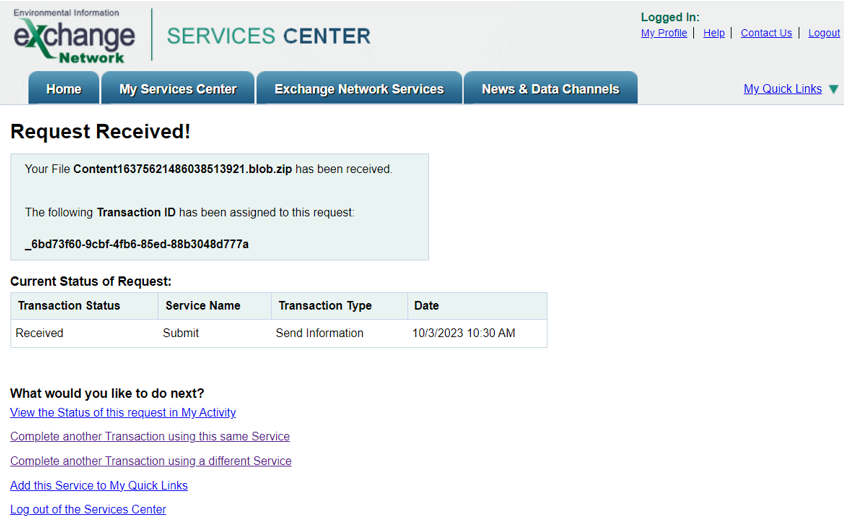 Environmental Information
eXchange
Network
SERVICES CENTER
Logged In:
My Profile | Help | Contact Us | Logout
Home
My Services Center
Exchange Network Services
News & Data Channels
My Quick Links
Request Received!
Your File Content16375621486038513921.blob.zip has been received.
The following Transaction ID has been assigned to this request:
_6bd73f60-9cbf-4fb6-85ed-88b3048d777a
Current Status of Request:
Transaction Status Service Name Transaction Type Date
Received Submit Send Information 10/3/2023 10:30 AM
What would you like to do next?
View the Status of this request in My Activity
Complete another Transaction using this same Service
Complete another Transaction using a different Service
Add this Service to My Quick Links
Log out of the Services Center